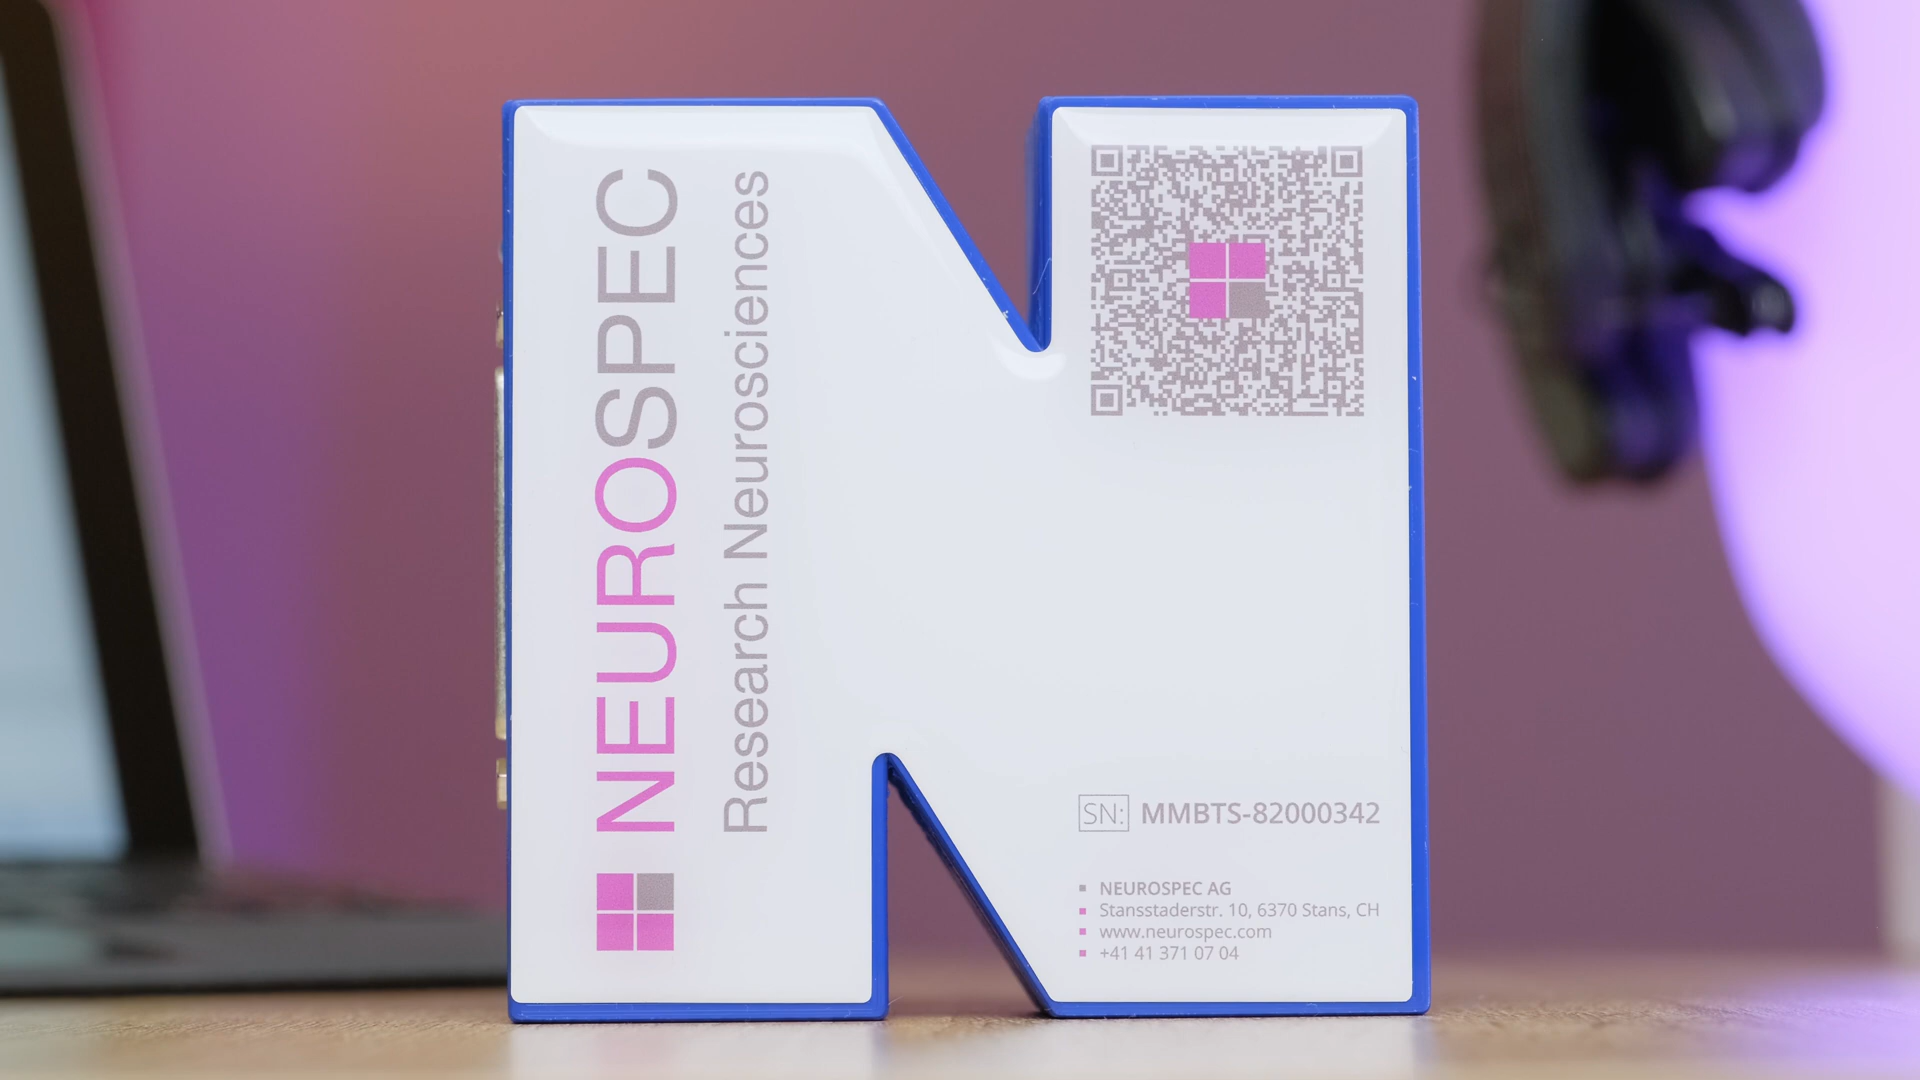 NEUROSPEC
Research Neurosciences
SN: MMBTS-82000342
NEUROSPEC AG
Stansstaderstr. 10, 6370 Stans, CH
www.neurospec.com
+41 41 371 07 04